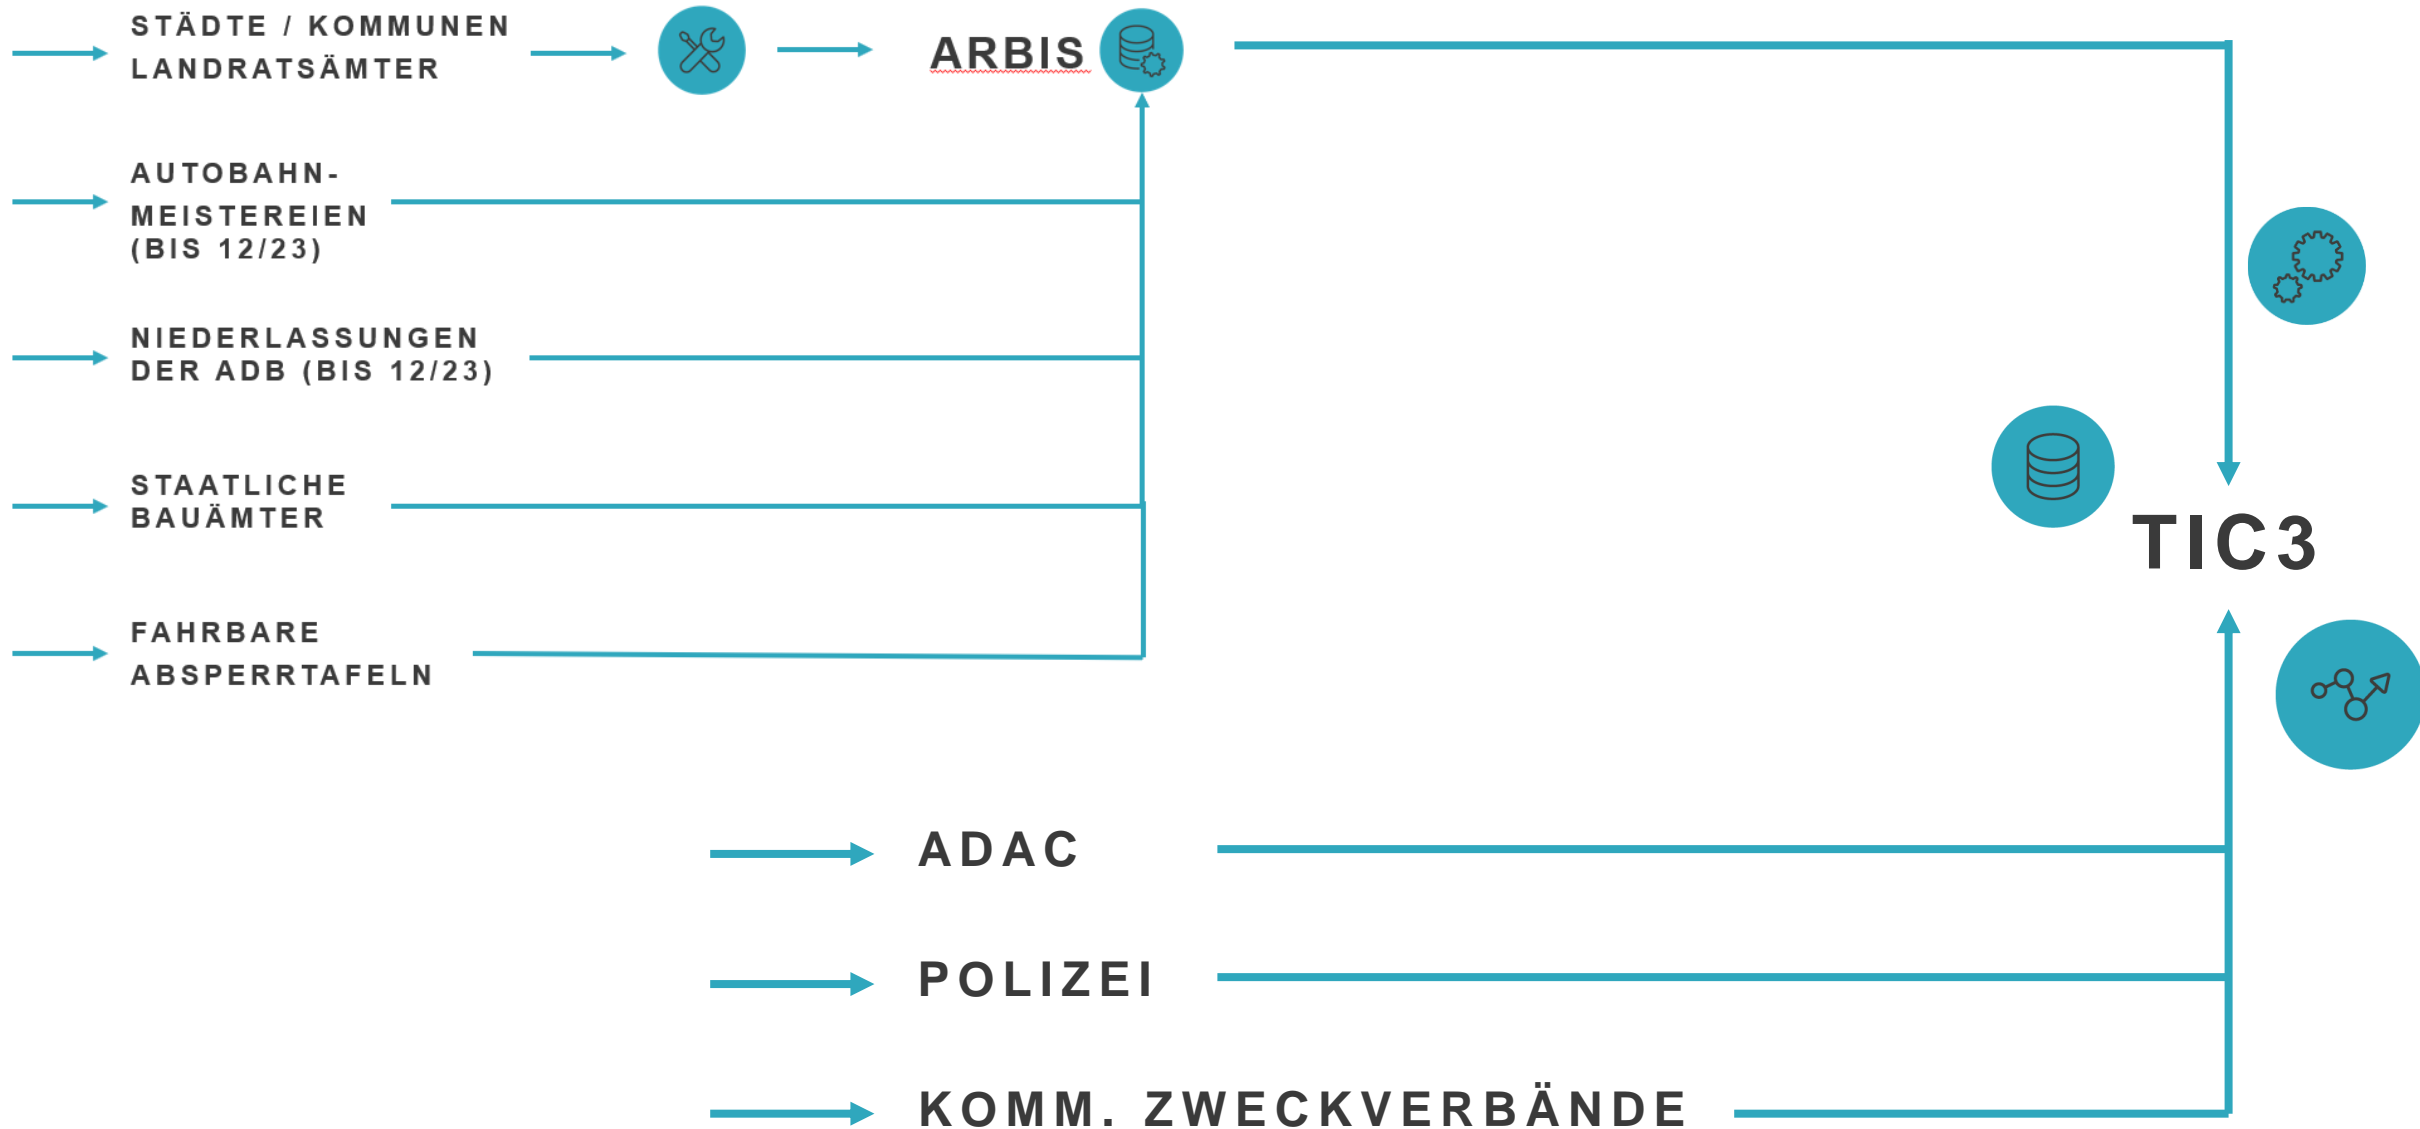 STÄDTE / KOMMUNEN
LANDRATSÄMTER
ARBIS
AUTOBAHN-
MEISTEREIEN
(BIS 12/23)
NIEDERLASSUNGEN
DER ADB (BIS 12/23)
STAATLICHE
BAUÄMTER
TIC3
FAHRBARE
ABSPERRTAFELN
ADAC
POLIZEI
KOMM. ZWECKVERBÄNDE